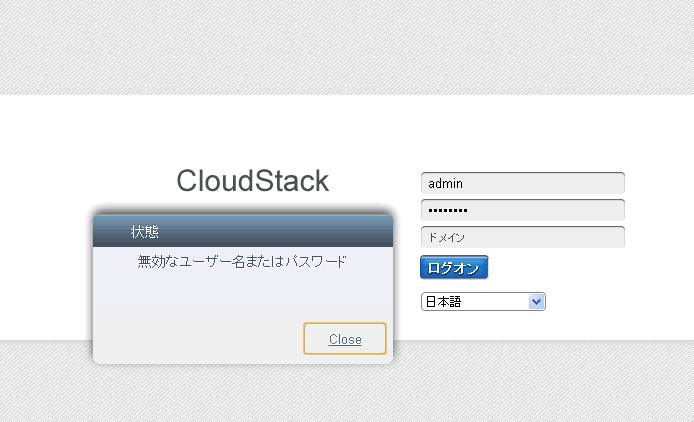 CloudStack
admin
••••••••
ドメイン
ログオン
日本語
状態
無効なユーザー名またはパスワード
Close